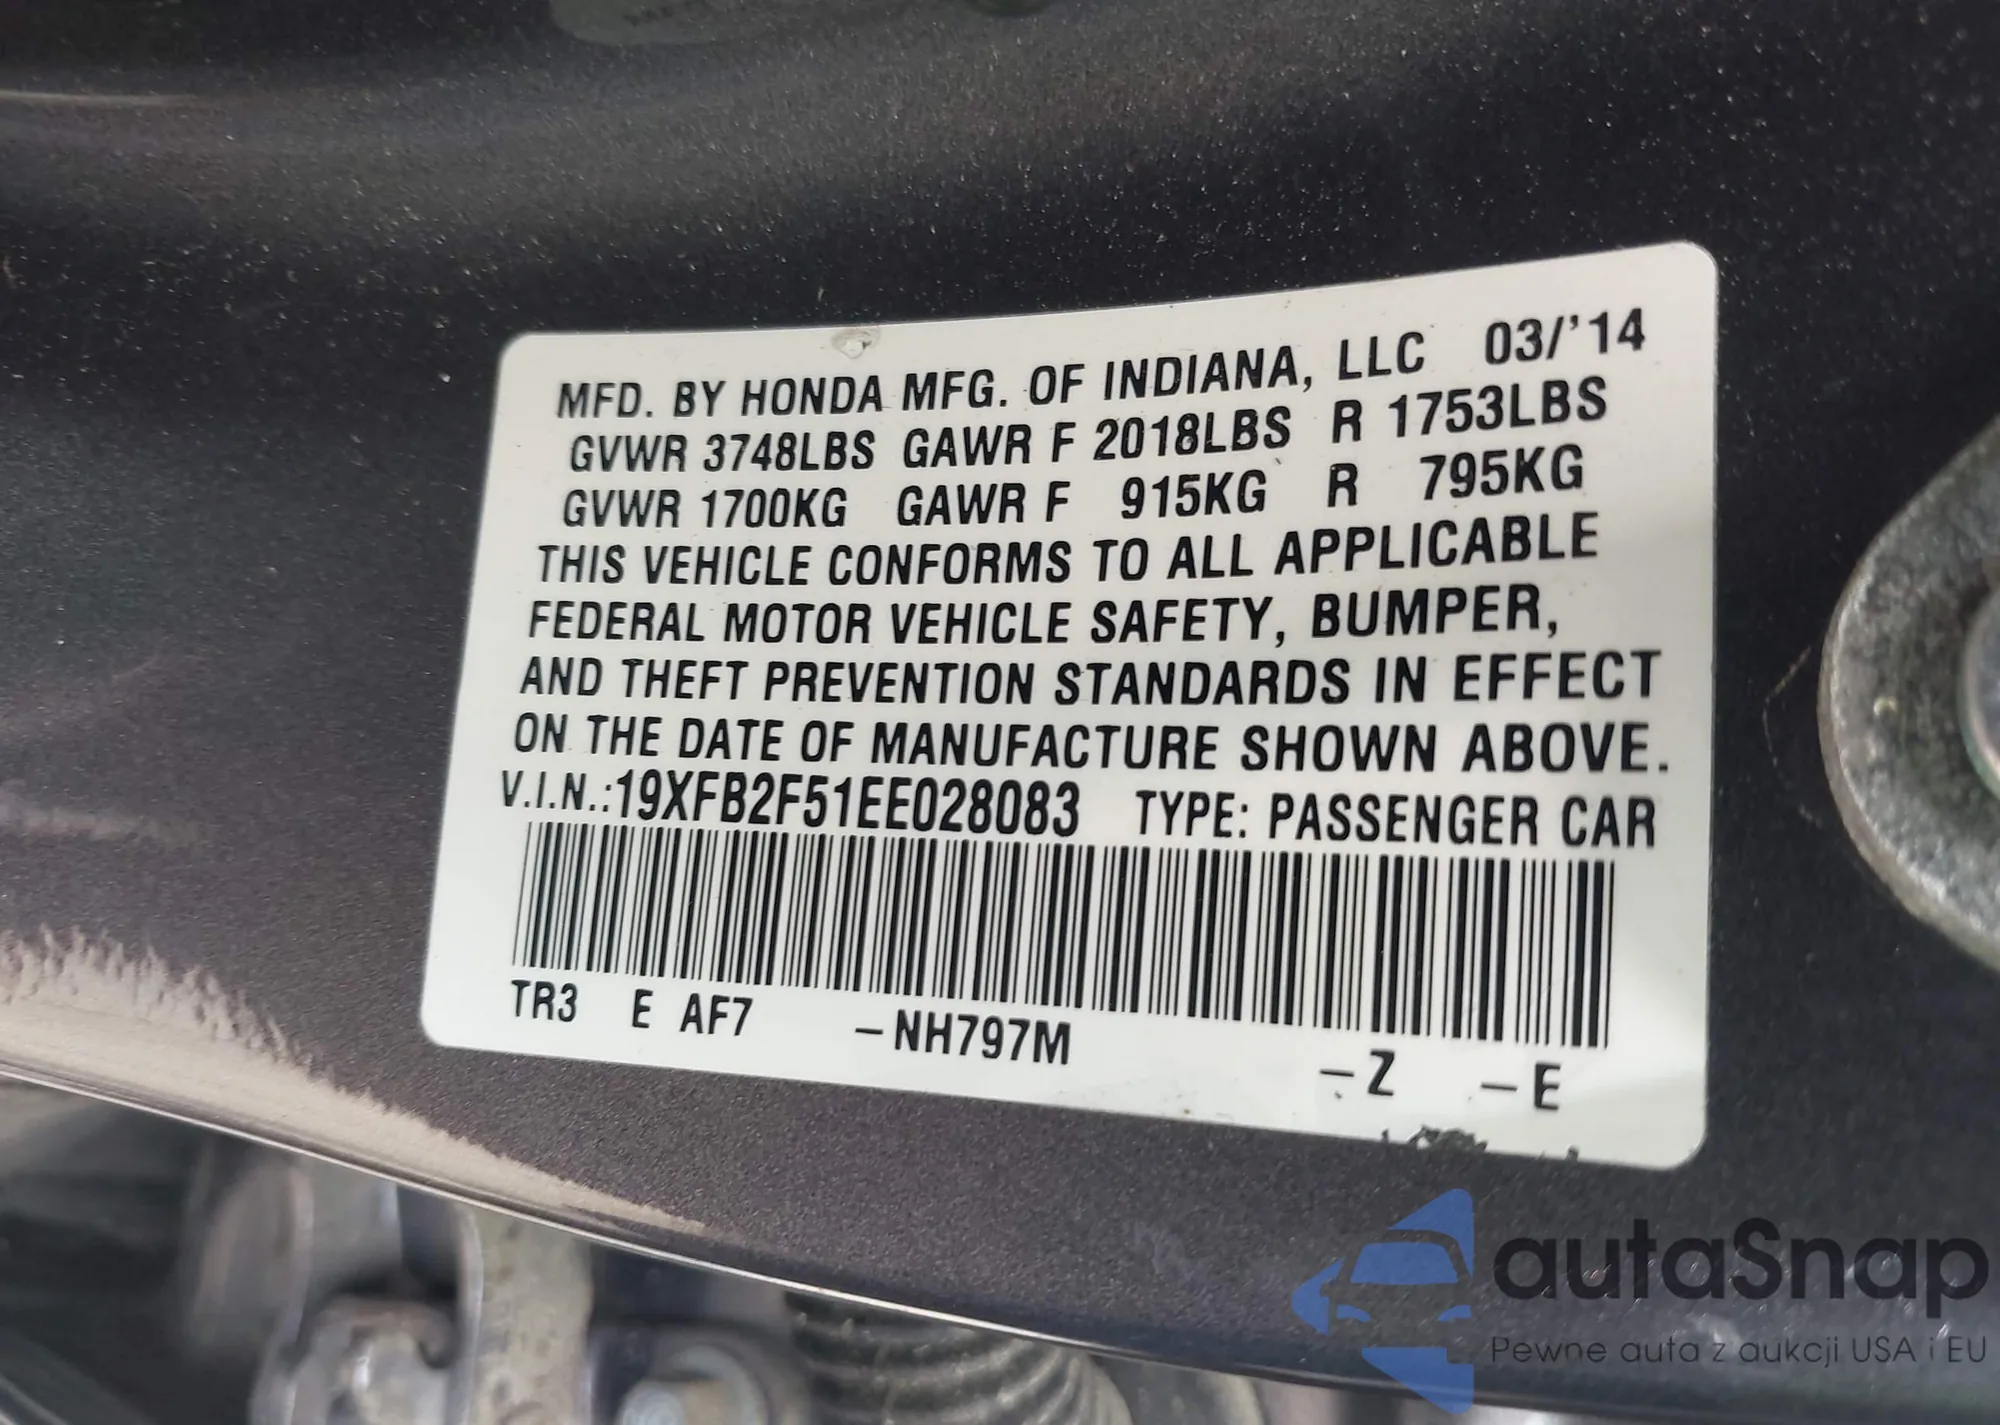 MFD. BY HONDA MFG. OF INDIANA, LLC 03/'14
GVWR 3748LBS GAWR F 2018LBS R 1753LBS
GVWR 1700KG GAWR F 915KG R 795KG
THIS VEHICLE CONFORMS TO ALL APPLICABLE
FEDERAL MOTOR VEHICLE SAFETY, BUMPER,
AND THEFT PREVENTION STANDARDS IN EFFECT
ON THE DATE OF MANUFACTURE SHOWN ABOVE.
V.I.N.:19XFB2F51EE028083 TYPE: PASSENGER CAR
TR3 E AF7 -NH797M -Z -E
autaSnap
Pewne auta z aukcji USA i EU